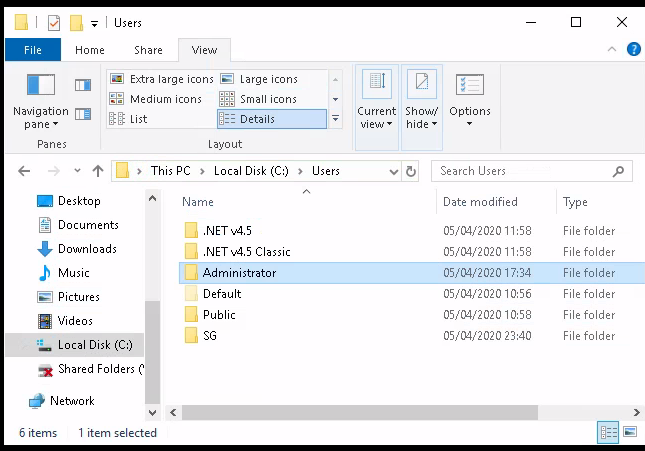 Users
File Home Share View
Extra large icons Large icons
Medium icons Small icons
List Details
Navigation pane
Current view
Show/ hide
Options
Panes Layout
This PC > Local Disk (C:) > Users
Search Users
Name Date modified Type
Desktop
Documents
Downloads
Music
Pictures
Videos
Local Disk (C:)
Shared Folders (
Network
.NET v4.5 05/04/2020 11:58 File folder
.NET v4.5 Classic 05/04/2020 11:58 File folder
Administrator 05/04/2020 17:34 File folder
Default 05/04/2020 10:56 File folder
Public 05/04/2020 10:58 File folder
SG 05/04/2020 23:40 File folder
6 items 1 item selected